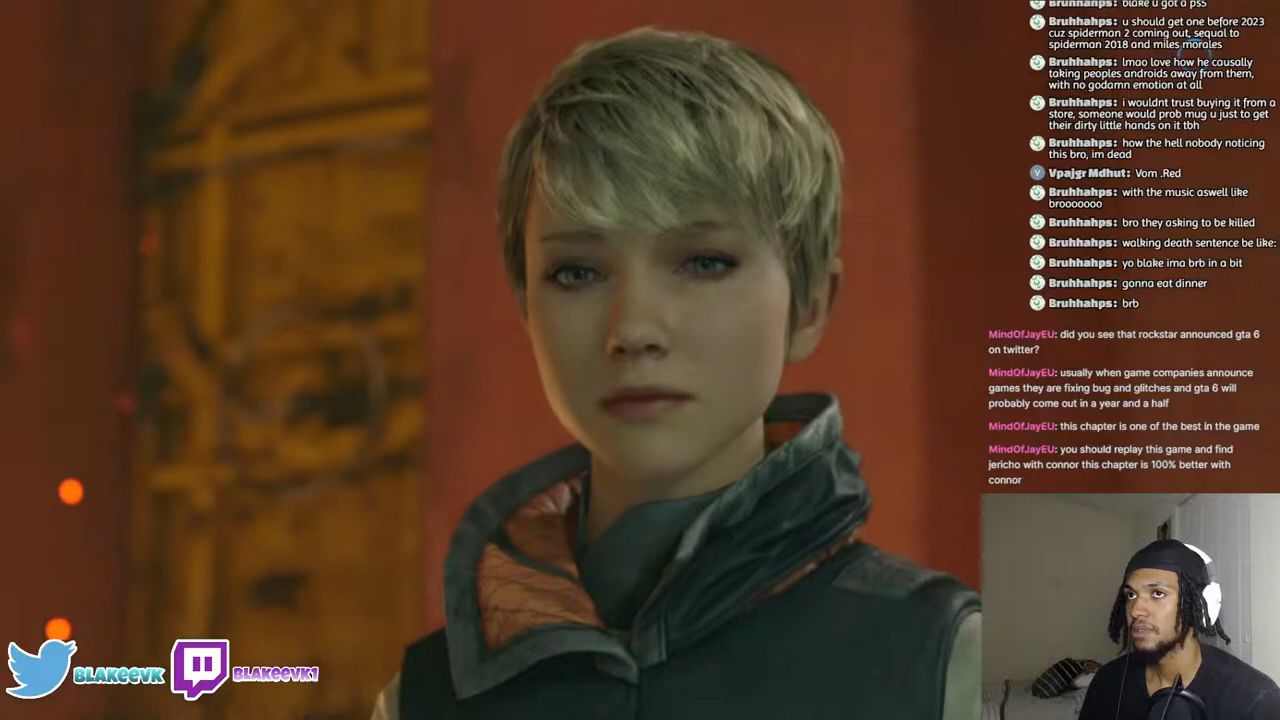 Bruhhahps: blake u got a ps5
Bruhhahps: u should get one before 2023
cuz spiderman 2 coming out, sequal to
spiderman 2018 and miles morales
Bruhhahps: lmao love how he causally
taking peoples androids away from them,
with no godamn emotion at all
Bruhhahps: i wouldnt trust buying it from a
store, someone would prob mug u just to get
their dirty little hands on it tbh
Bruhhahps: how the hell nobody noticing
this bro, im dead
V Vpajgr Mdhut: Vom .Red
Bruhhahps: with the music aswell like
brooooooo
Bruhhahps: bro they asking to be killed
Bruhhahps: walking death sentence be like:
Bruhhahps: yo blake ima brb in a bit
Bruhhahps: gonna eat dinner
Bruhhahps: brb
MindOfJayEU: did you see that rockstar announced gta 6
on twitter?
MindOfJayEU: usually when game companies announce
games they are fixing bug and glitches and gta 6 will
probably come out in a year and a half
MindOfJayEU: this chapter is one of the best in the game
MindOfJayEU: you should replay this game and find
jericho with connor this chapter is 100% better with
connor
BLAKEEVK
BLAKEEVK1